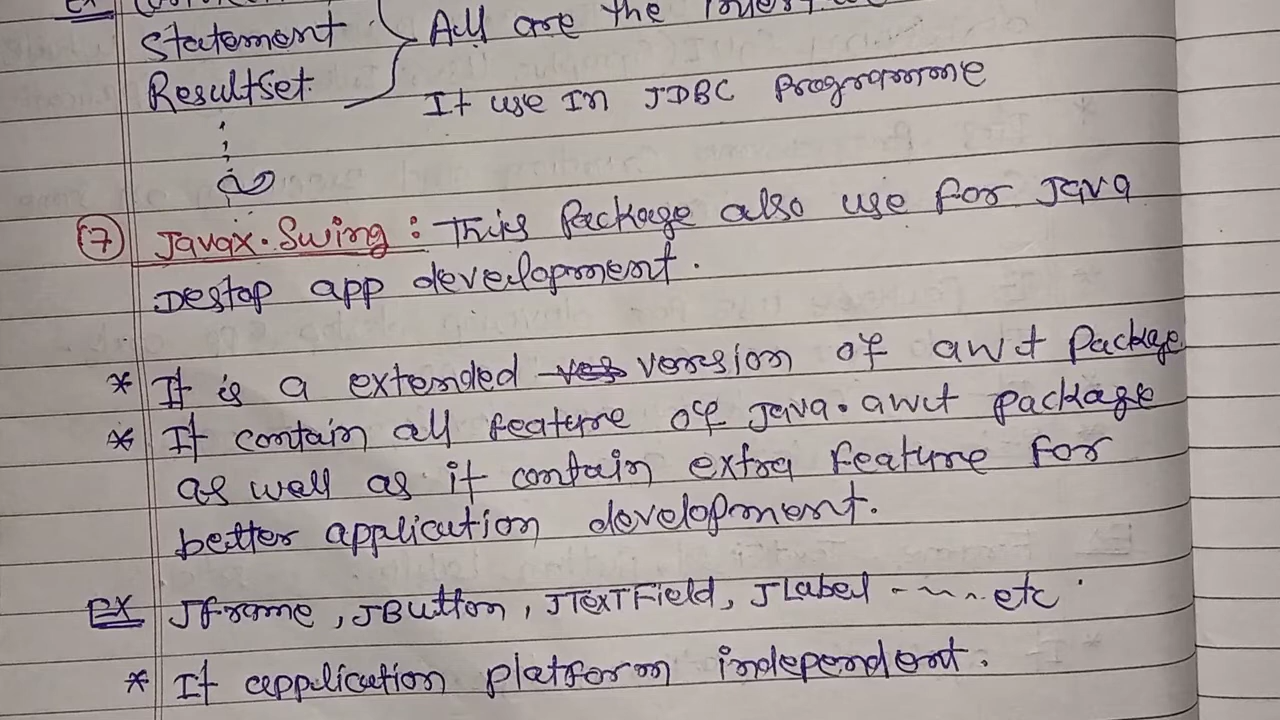 Statement
All are the
ResultSet.
It use In JDBC Programme
(7) Javax.Swing : This Package also use for Java
Destop app development.
* It is a extended version of awt Package
* It contain all feature of Java.awt package
as well as it contain extra feature for
better application development.
Ex JFrame, JButton, JTextField, JLabel ----- etc
* It application platform independent.